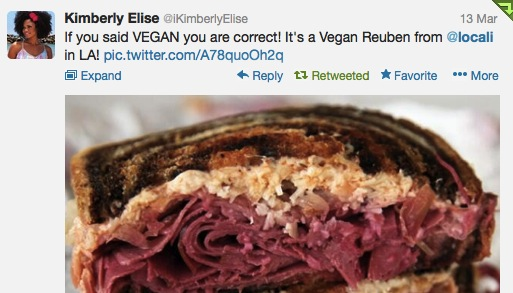 Kimberly Elise @iKimberlyElise 13 Mar
If you said VEGAN you are correct! It's a Vegan Reuben from @locali
in LA! pic.twitter.com/A78quoOh2q
Expand Reply Retweeted Favorite More